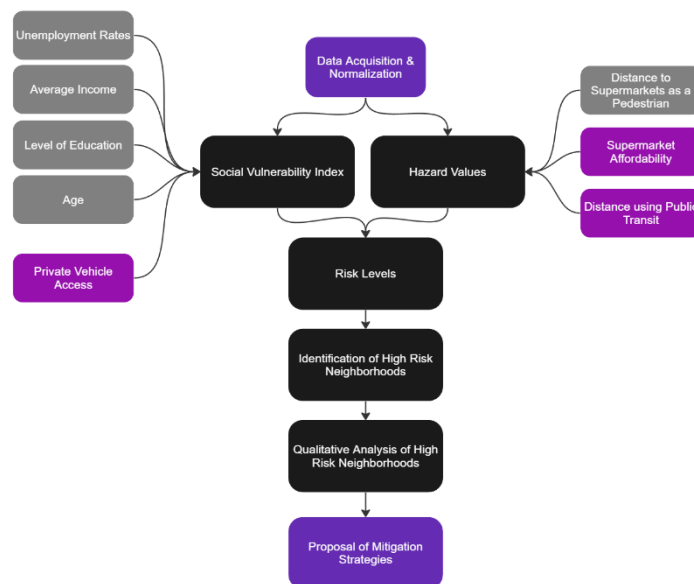 Unemployment Rates
Average Income
Level of Education
Age
Private Vehicle
Access
Data Acquisition &
Normalization
Social Vulnerability Index
Hazard Values
Distance to
Supermarkets as a
Pedestrian
Supermarket
Affordability
Distance using Public
Transit
Risk Levels
Identification of High Risk
Neighborhoods
Qualitative Analysis of High
Risk Neighborhoods
Proposal of Mitigation
Strategies